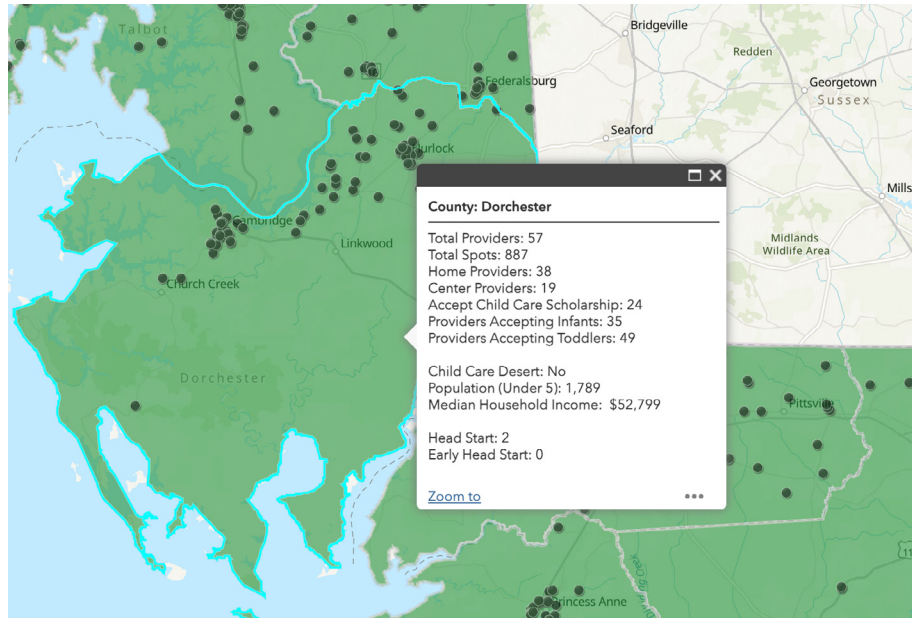 Talbot
Bridgeville
Redden
Federalsburg
Georgetown
Sussex
Seaford
urlock
County: Dorchester
Total Providers: 57
Total Spots: 887
Home Providers: 38
Center Providers: 19
Accept Child Care Scholarship: 24
Providers Accepting Infants: 35
Providers Accepting Toddlers: 49
Child Care Desert: No
Population (Under 5): 1,789
Median Household Income: $52,799
Head Start: 2
Early Head Start: 0
Zoom to
Mills
Cambridge
Linkwood
Midlands
Wildlife Area
Church Creek
Dorchester
Pittsville
Princess Anne